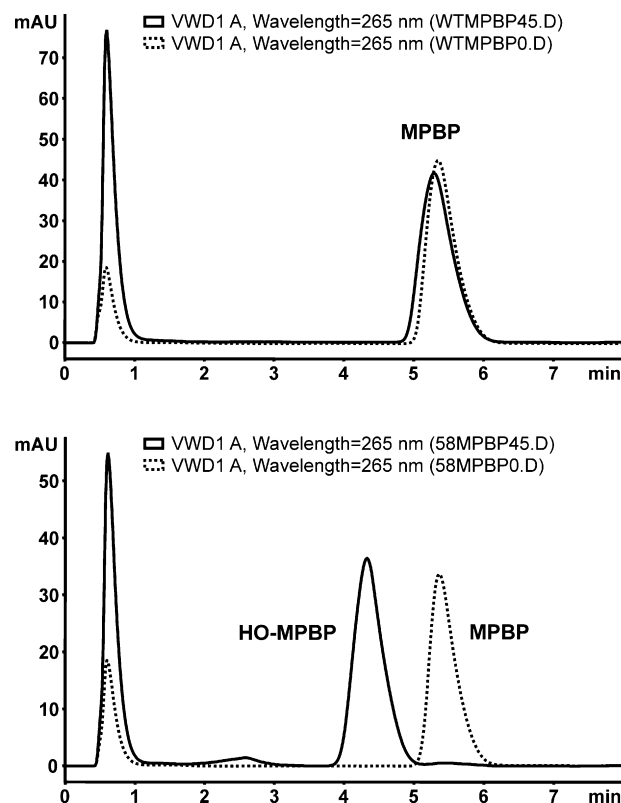 mAU
VWD1 A, Wavelength=265 nm (WTMPBP45.D)
VWD1 A, Wavelength=265 nm (WTMPBP0.D)
70
60
50
40
30
20
10
0
MPBP
0 1 2 3 4 5 6 7 min
mAU
VWD1 A, Wavelength=265 nm (58MPBP45.D)
VWD1 A, Wavelength=265 nm (58MPBP0.D)
50
40
30
20
10
0
HO-MPBP MPBP
0 1 2 3 4 5 6 7 min